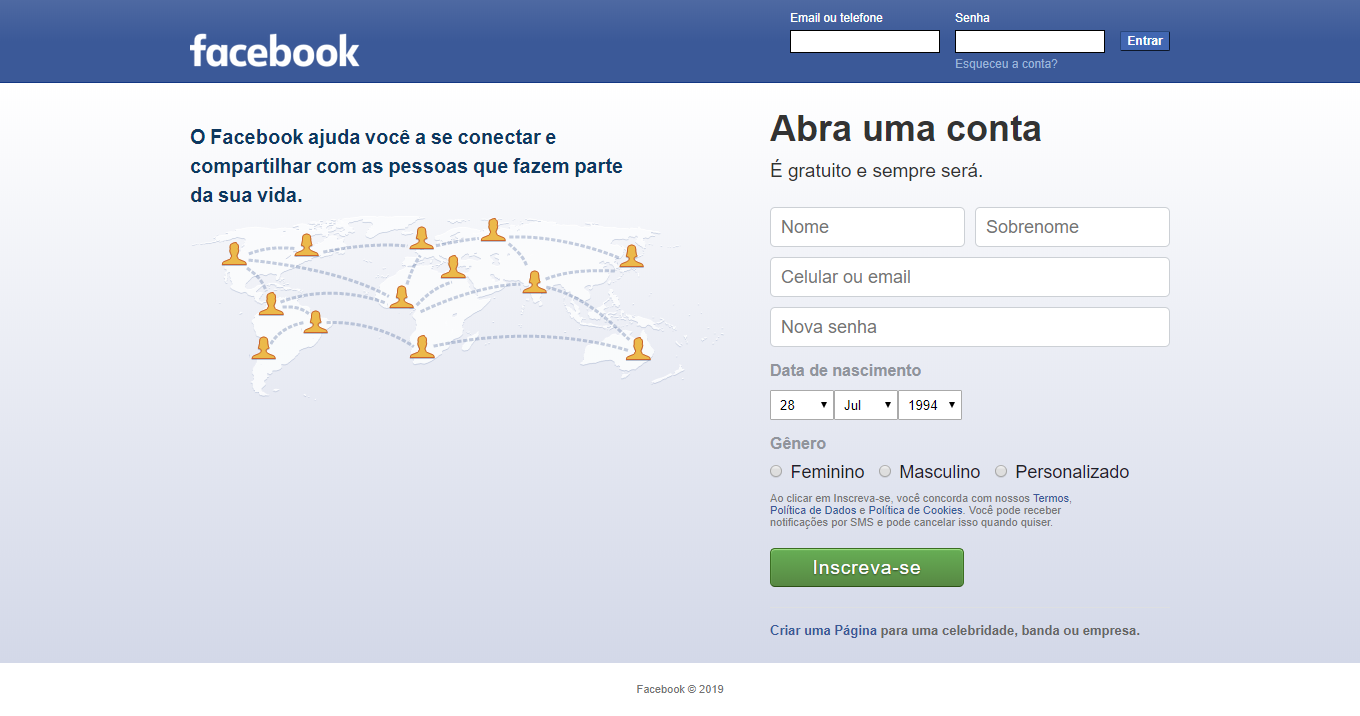 facebook
Email ou telefone
Senha
Entrar
Esqueceu a conta?
O Facebook ajuda você a se conectar e
compartilhar com as pessoas que fazem parte
da sua vida.
Abra uma conta
É gratuito e sempre será.
Nome
Sobrenome
Celular ou email
Nova senha
Data de nascimento
28 Jul 1994
Gênero
Feminino Masculino Personalizado
Ao clicar em Inscreva-se, você concorda com nossos Termos,
Política de Dados e Política de Cookies. Você pode receber
notificações por SMS e pode cancelar isso quando quiser.
Inscreva-se
Criar uma Página para uma celebridade, banda ou empresa.
Facebook © 2019